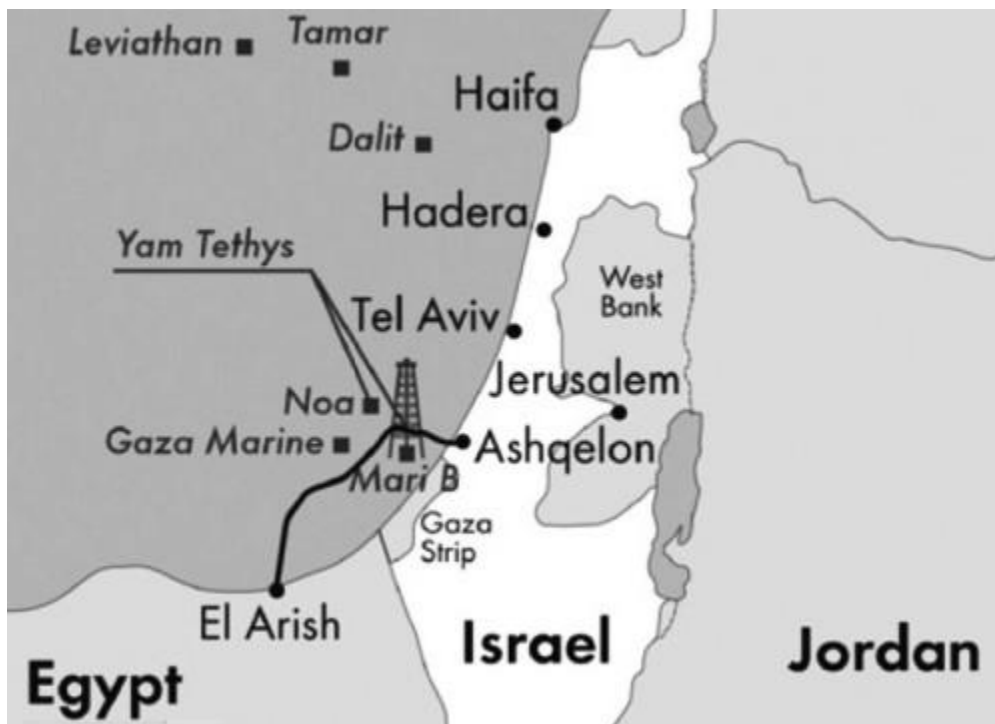 Leviathan
Tamar
Haifa
Dalit
Hadera
Yam Tethys
West
Bank
Tel Aviv
Jerusalem
Noa
Gaza Marine
Ashqelon
Mari B
Gaza
Strip
El Arish
Israel
Jordan
Egypt